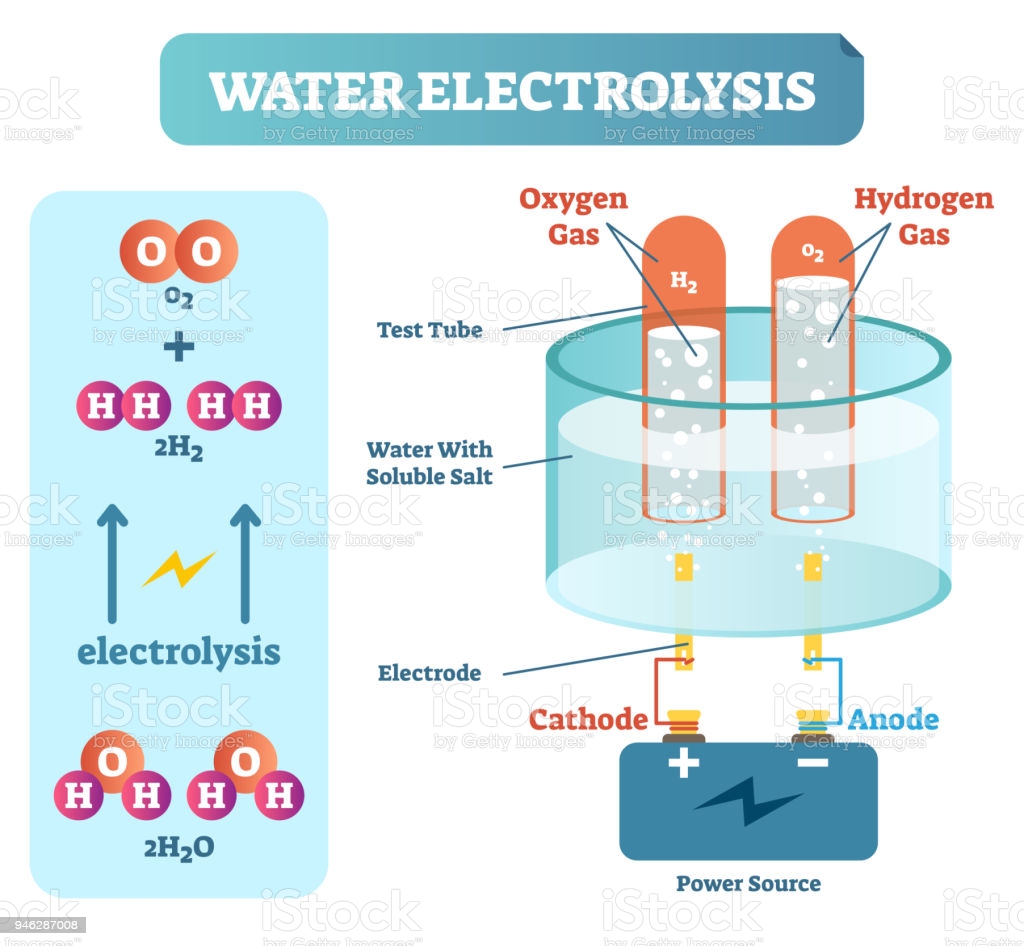 WATER ELECTROLYSIS
O O
O2
+
H H H H
2H2
electrolysis
O O
H H H H
2H2O
Oxygen
Gas
Hydrogen
Gas
H2
O2
Test Tube
Water With
Soluble Salt
Electrode
Cathode
Anode
+ −
Power Source
iStock
by Getty Images™
946287008